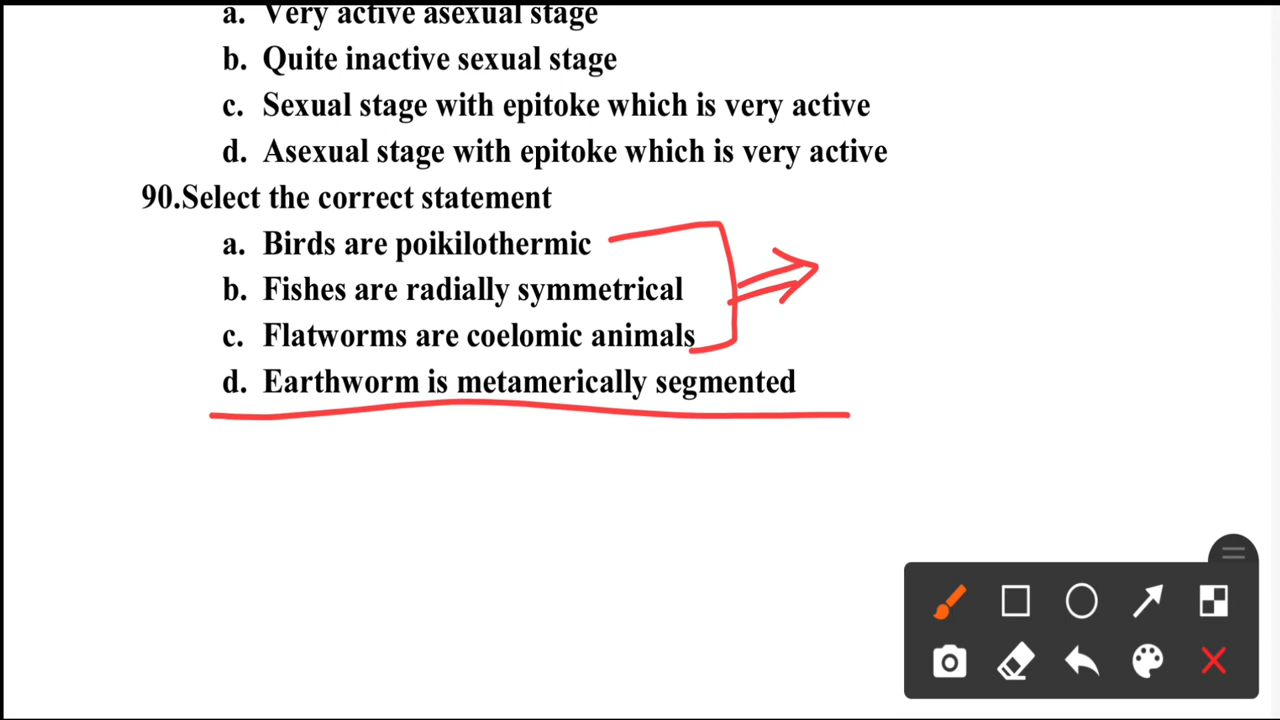 a. Very active asexual stage
b. Quite inactive sexual stage
c. Sexual stage with epitoke which is very active
d. Asexual stage with epitoke which is very active
90.Select the correct statement
a. Birds are poikilothermic
b. Fishes are radially symmetrical
c. Flatworms are coelomic animals
d. Earthworm is metamerically segmented